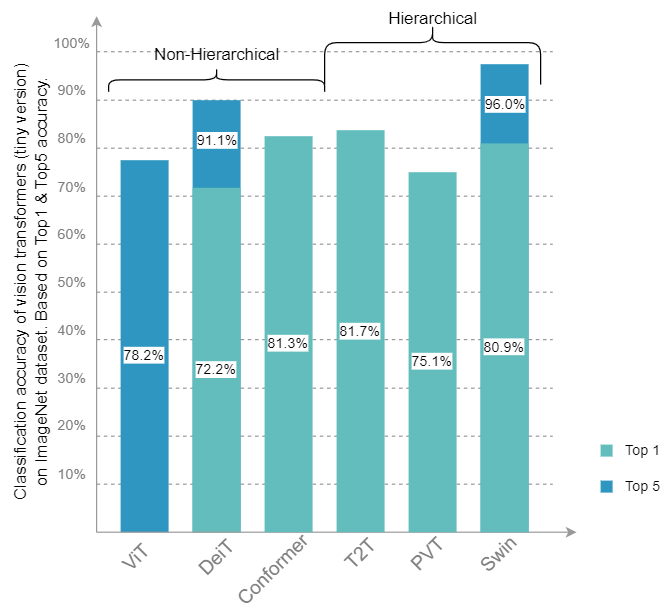 Hierarchical
Non-Hierarchical
Classification accuracy of vision transformers (tiny version)
on ImageNet dataset. Based on Top1 & Top5 accuracy.
100%
90%
80%
70%
60%
50%
40%
30%
20%
10%
91.1%
96.0%
78.2%
72.2%
81.3%
81.7%
75.1%
80.9%
ViT
DeiT
Conformer
T2T
PVT
Swin
Top 1
Top 5